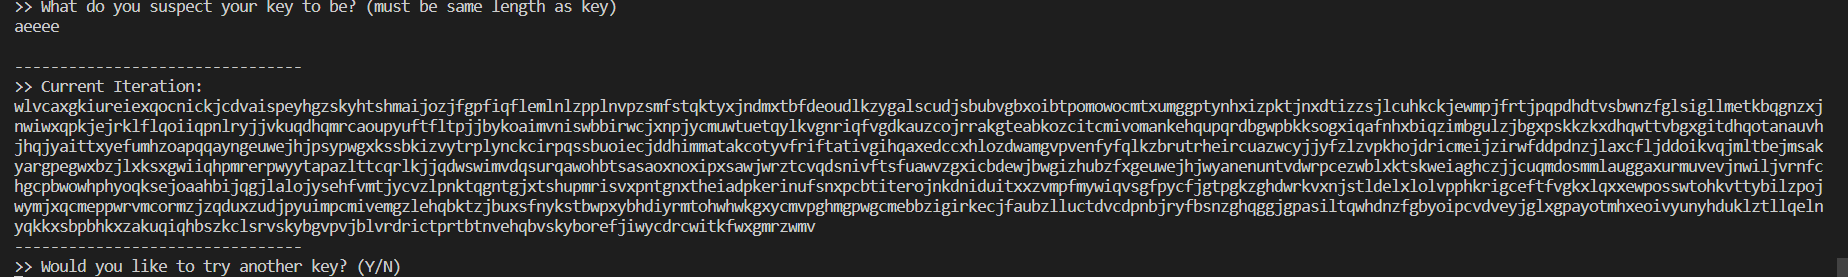 >> What do you suspect your key to be? (must be same length as key)
aeeee
--------------------------------
>> Current Iteration:
wlvcaxgkiureiexqocnickjcdvaispeyhgzskyhtshmaijozjfgpfiqflemlnlzpplnvpzsmfstqktyxjndmxtbfdeoudlkzygalscudjsbubvgbxoibtpomowocmtxumggptynhxizpktjnxdtizzsjlcuhkckjewmpjfrtjpqpdhdtvsbwnzfglsigllmetkbqgnzxj
nwiwxqpkjejrklflqoiiqpnlryjjvkuqdhqmrcaoupyuftfltpjjbykoaimvniswbbirwcjxnpjycmuwtuetqylkvgnriqfvgdkauzcojrrakgteabkozcitcmivomankehqupqrdbgwpbkksogxiqafnhxbiqzimbgulzjbgxpskkzkxdhqwttvbgxgitdhqotanauvh
jhqjyaittxyefumhzoapqqayngeuwejhjpsypwgxkssbkizvytrplynckcirpqssbuoiecjddhimmatakcotyvfriftativgihqaxedccxhlozdwamgvpvenfyfqlkzbrutrheircuazwcyjjyfzlzvpkhojdricmeijzirwfddpdnzjlaxcfljddoikvqjmltbejmsak
yargpegwxbzjlxksxgwiiqhpmrerpwyytapazlttcqrlkjjqdwswimvdqsurqawohbtsasaoxnoxipxsawjwrztcvqdsnivftsfuawvzgxicbdewjbwgizhubzfxgeuwejhjwyanenuntvdwrpcezwblxktskweiaghczjjcuqmdosmmlauggaxurmuvevjnwiljvrnfc
hgcpbwowhphyoqksejoaahbijqgjlalojysehfvmtjycvzlpnktqgntgjxtshupmrisvxpntgnxtheiadpkerinufsnxpcbtiterojnkdniduitxxzvmpfmywiqvsgfpycfjgtpgkzghdwrkvxnjstldelxlolvpphkrigceftfvgkxlqxxewposswtohkvttybilzpoj
wymjxqcmeppwrvmcormzjzqduxzudjpyuimpcmivemgzlehqbktzjbuxsfnykstbwpxybhdiyrmtohwhwkgxycmvpghmgpwgcmebbzigirkecjfaubzlluctdvcdpnbjryfbsnzghqggjgpasiltqwhdnzfgbyoipcvdveyjglxgpayotmhxeoivyunyhduklztllqeln
yqkkxsbpbhkxzakuqiqhbszkclsrvskybgvpvjblvrdrictprtbtnvehqbvskyborefjiwycdrcwitkfwxgmrzwmv
--------------------------------
>> Would you like to try another key? (Y/N)